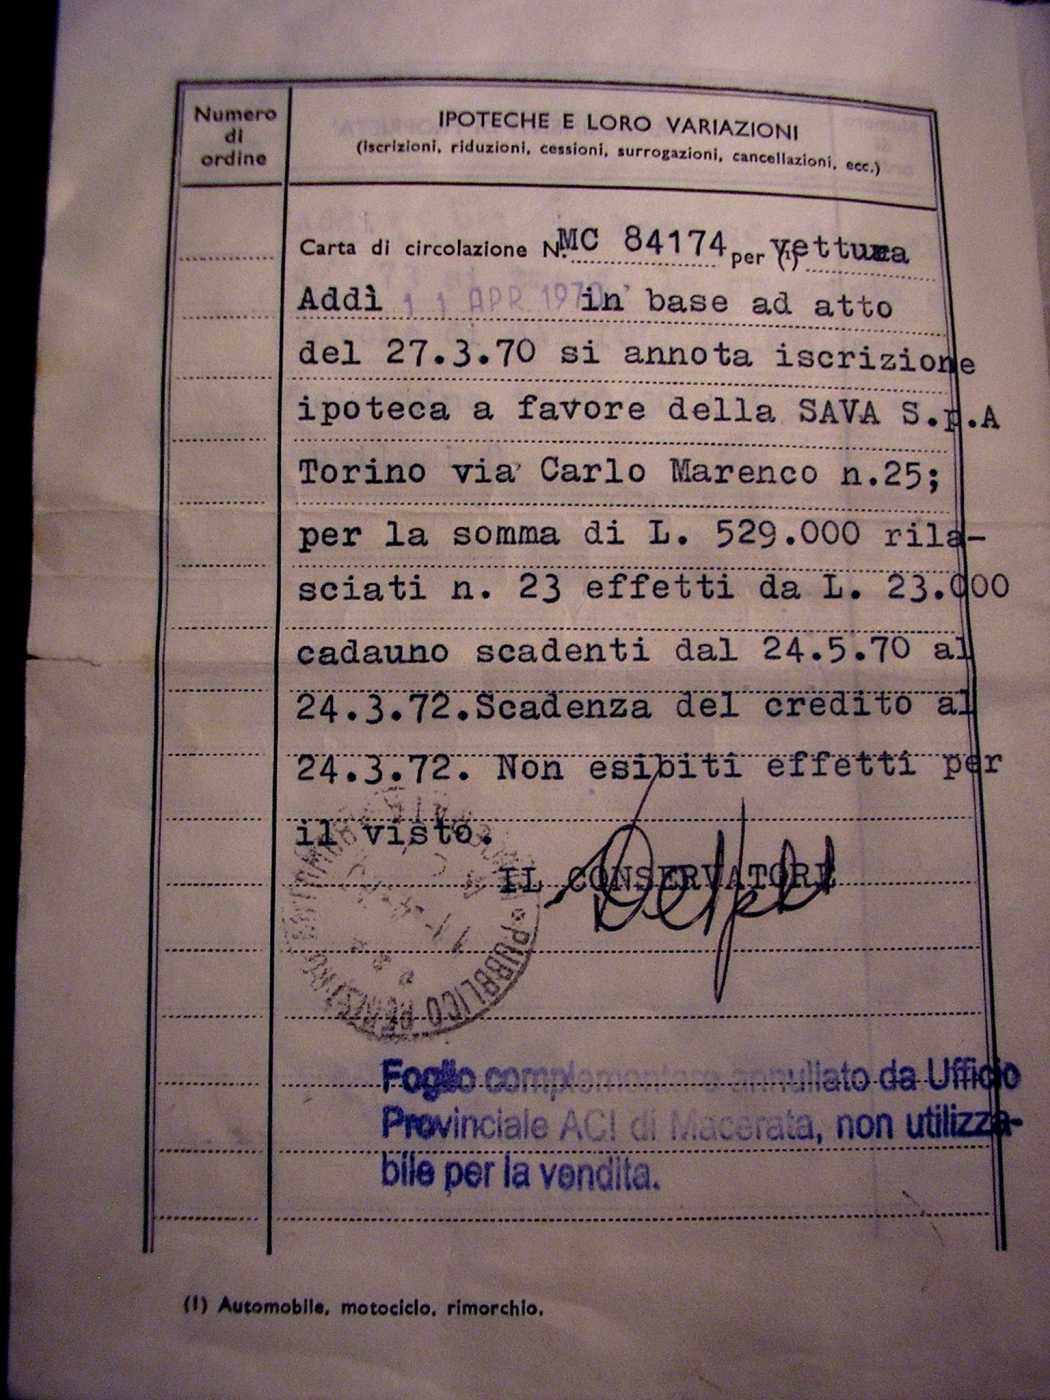 Numero
di
ordine
IPOTECHE E LORO VARIAZIONI
(iscrizioni, riduzioni, cessioni, surrogazioni, cancellazioni, ecc.)
Carta di circolazione N. MC 84174 per (1) vettura
Addì 11 APR 1970 in base ad atto
del 27.3.70 si annota iscrizione
ipoteca a favore della SAVA S.p.A
Torino via Carlo Marenco n.25;
per la somma di L. 529.000 rila-
sciati n. 23 effetti da L. 23.000
cadauno scadenti dal 24.5.70 al
24.3.72.Scadenza del credito al
24.3.72. Non esibiti effetti per
il visto.
IL CONSERVATORE
PUBBLICO
Foglio complementare annullato da Ufficio
Provinciale ACI di Macerata, non utilizza-
bile per la vendita.
(1) Automobile, motociclo, rimorchio.